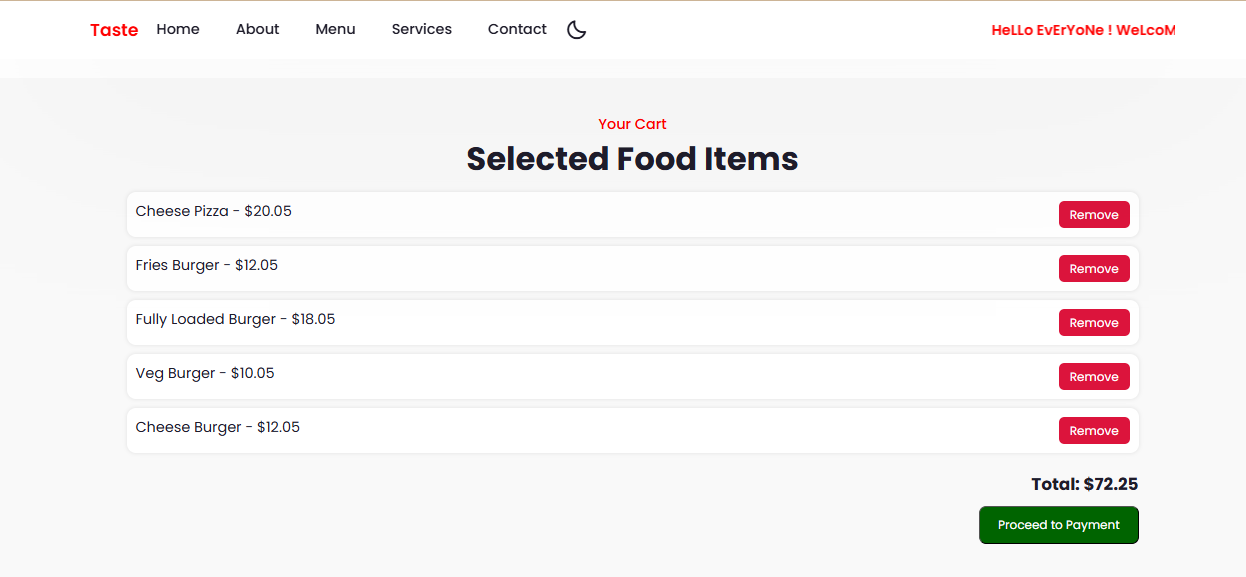 Taste Home About Menu Services Contact HeLLo EvErYoNe ! WeLcoM
Your Cart
Selected Food Items
Cheese Pizza - $20.05 Remove
Fries Burger - $12.05 Remove
Fully Loaded Burger - $18.05 Remove
Veg Burger - $10.05 Remove
Cheese Burger - $12.05 Remove
Total: $72.25
Proceed to Payment